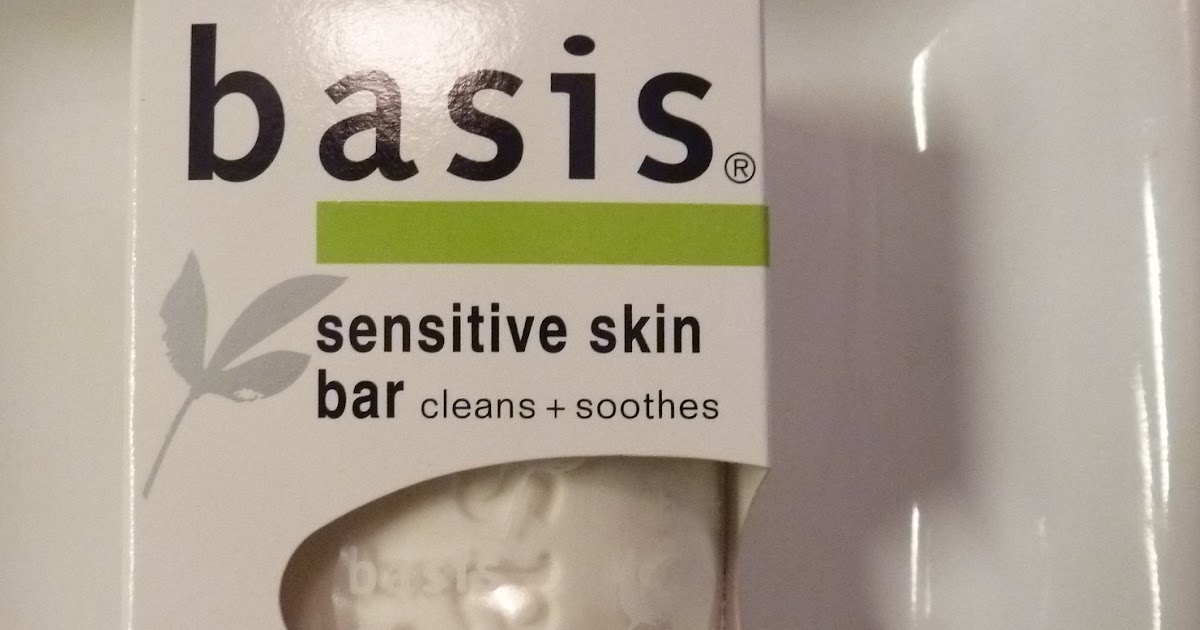 basis®
sensitive skin
bar cleans + soothes
basis